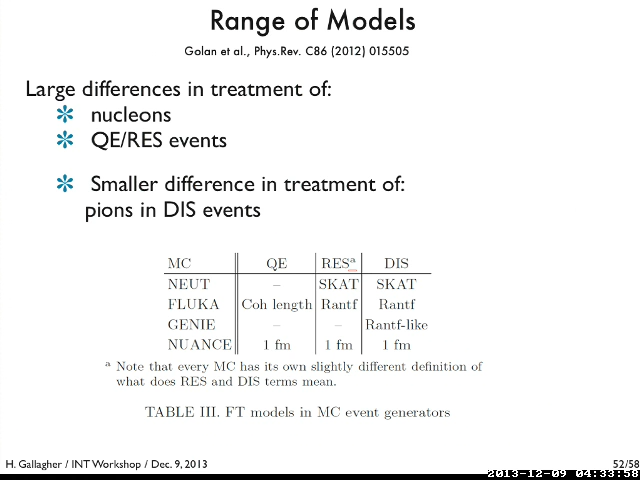 Range of Models
Golan et al., Phys.Rev. C86 (2012) 015505
Large differences in treatment of:
✻ nucleons
✻ QE/RES events
✻ Smaller difference in treatment of:
pions in DIS events
MC QE RESᵃ DIS
NEUT – SKAT SKAT
FLUKA Coh length Rantf Rantf
GENIE – – Rantf-like
NUANCE 1 fm 1 fm 1 fm
ᵃ Note that every MC has its own slightly different definition of
what does RES and DIS terms mean.
TABLE III. FT models in MC event generators
H. Gallagher / INT Workshop / Dec. 9, 2013 52/58
2013-12-09 04:33:58